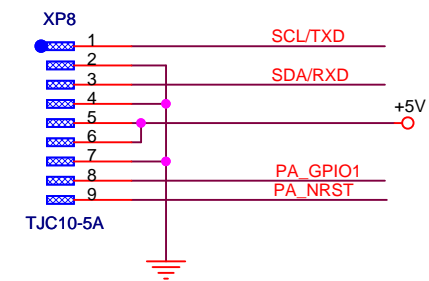 XP8
1 SCL/TXD
2
3 SDA/RXD
4 +5V
5
6
7
8 PA_GPIO1
9 PA_NRST
TJC10-5A